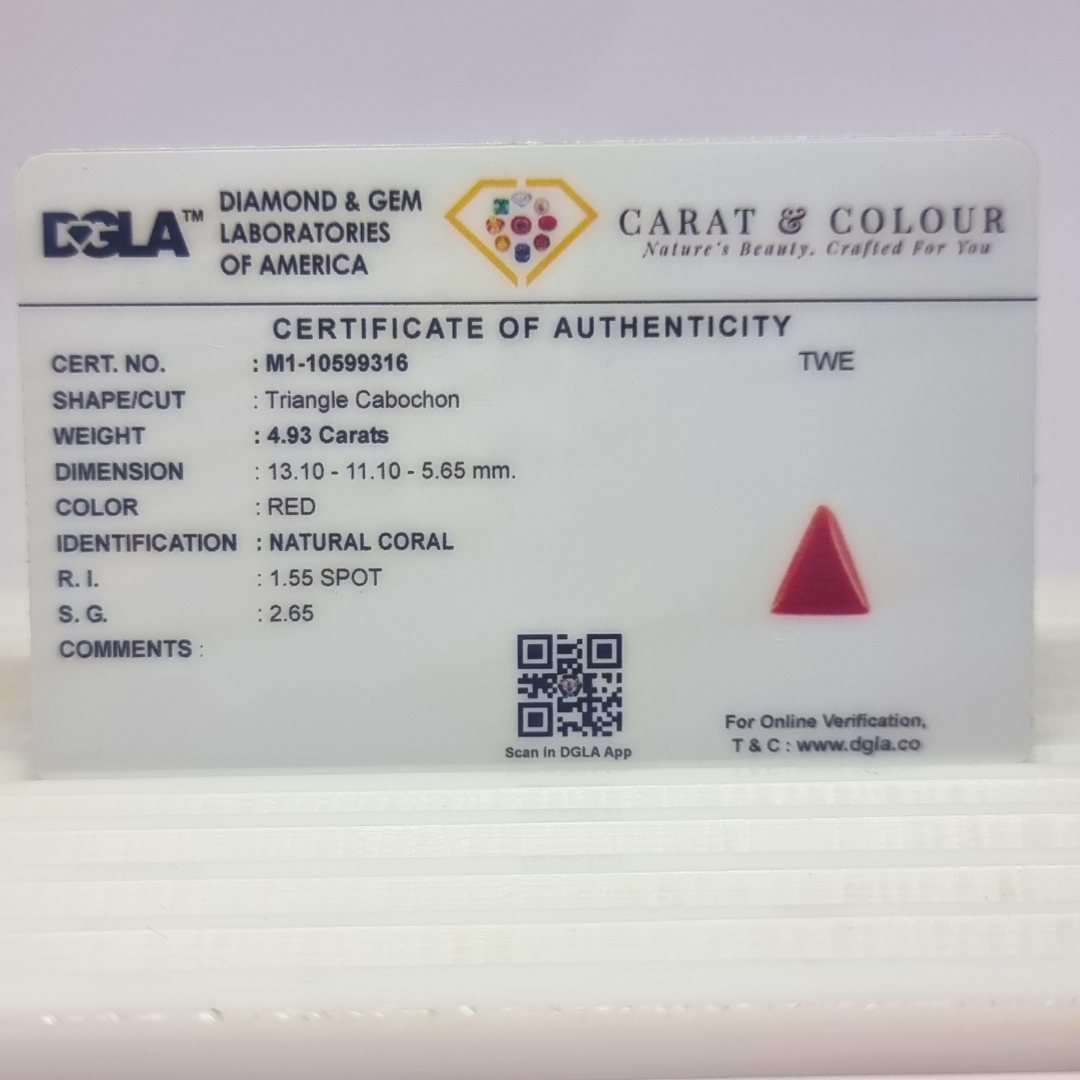 DGLA™
DIAMOND & GEM
LABORATORIES
OF AMERICA
CARAT & COLOUR
Nature's Beauty, Crafted For You
CERTIFICATE OF AUTHENTICITY
CERT. NO. : M1-10599316
TWE
SHAPE/CUT : Triangle Cabochon
WEIGHT : 4.93 Carats
DIMENSION : 13.10 - 11.10 - 5.65 mm.
COLOR : RED
IDENTIFICATION : NATURAL CORAL
R. I. : 1.55 SPOT
S. G. : 2.65
COMMENTS :
Scan in DGLA App
For Online Verification,
T & C : www.dgla.co